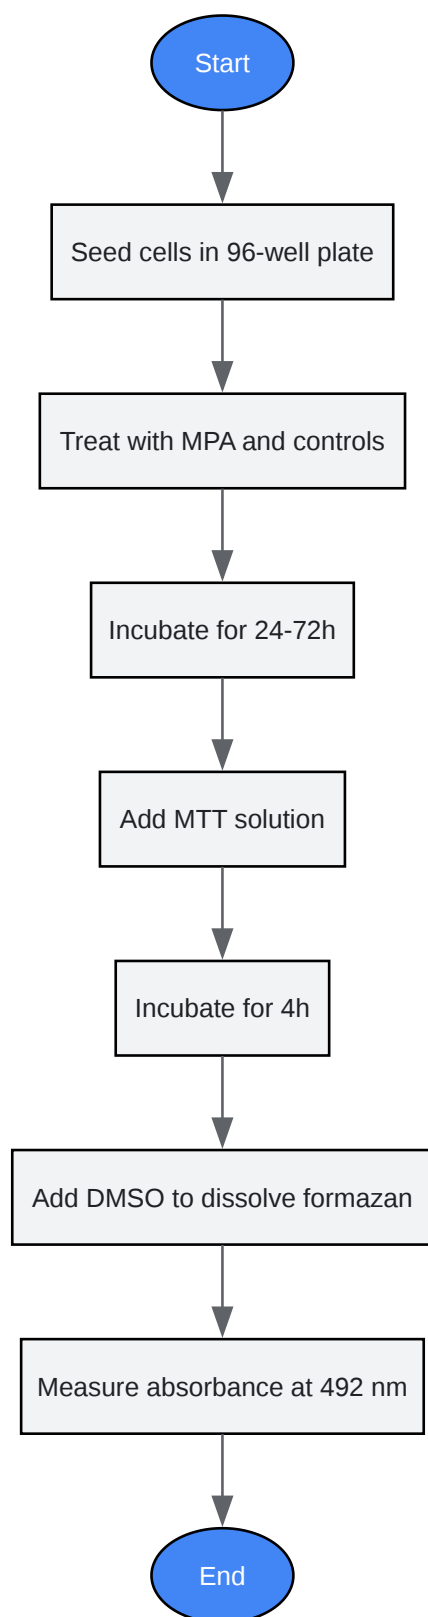 Start
Seed cells in 96-well plate
Treat with MPA and controls
Incubate for 24-72h
Add MTT solution
Incubate for 4h
Add DMSO to dissolve formazan
Measure absorbance at 492 nm
End